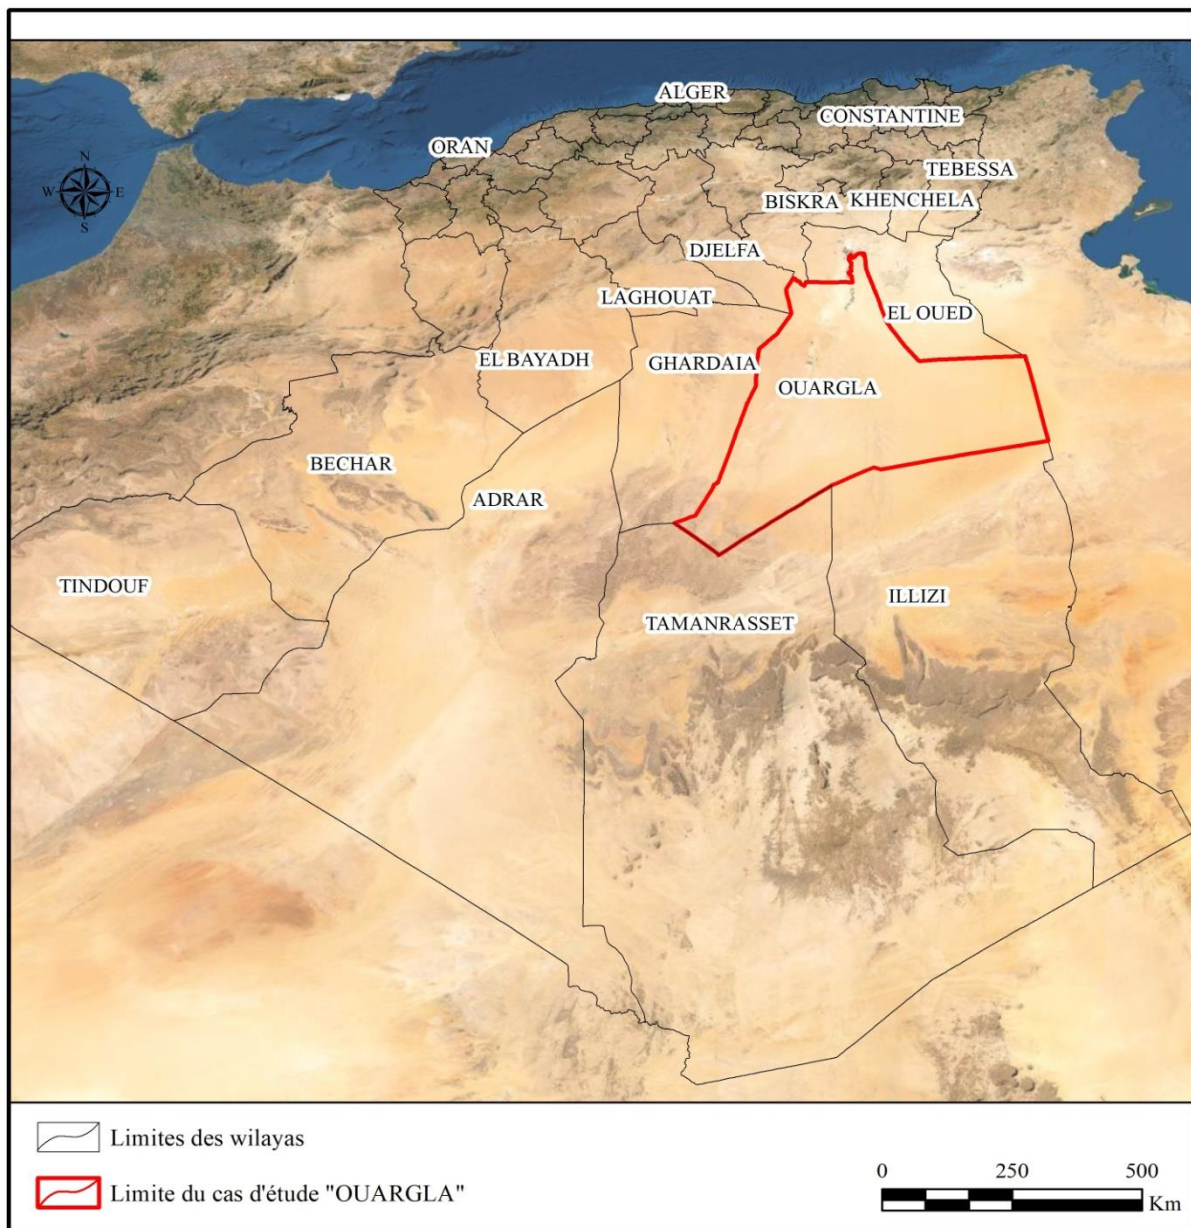 ALGER
CONSTANTINE
ORAN
N
W E
S
TEBESSA
BISKRA
KHENCHELA
DJELFA
LAGHOUAT
EL OUED
EL BAYADH
GHARDAIA
OUARGLA
BECHAR
ADRAR
TINDOUF
ILLIZI
TAMANRASSET
Limites des wilayas
Limite du cas d'étude "OUARGLA"
0 250 500
Km